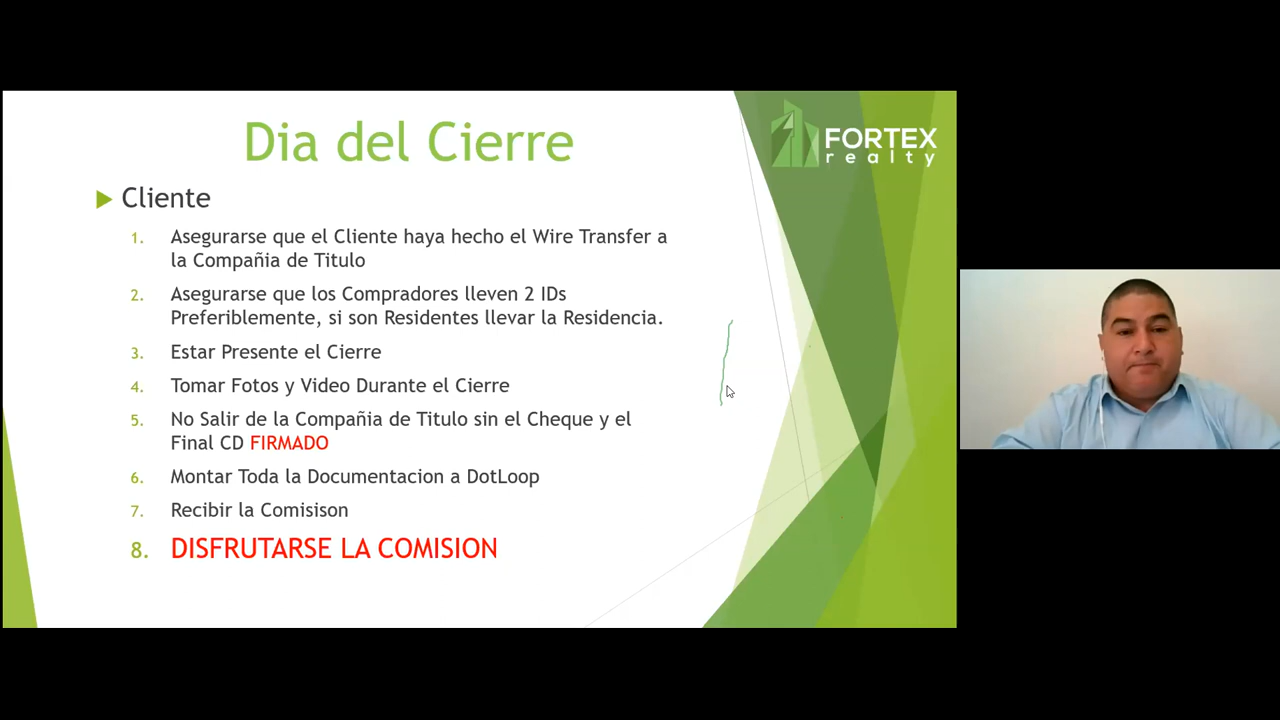 Dia del Cierre
FORTEX
realty
Cliente
1. Asegurarse que el Cliente haya hecho el Wire Transfer a
la Compañia de Titulo
2. Asegurarse que los Compradores lleven 2 IDs
Preferiblemente, si son Residentes llevar la Residencia.
3. Estar Presente el Cierre
4. Tomar Fotos y Video Durante el Cierre
5. No Salir de la Compañia de Titulo sin el Cheque y el
Final CD FIRMADO
6. Montar Toda la Documentacion a DotLoop
7. Recibir la Comisison
8. DISFRUTARSE LA COMISION